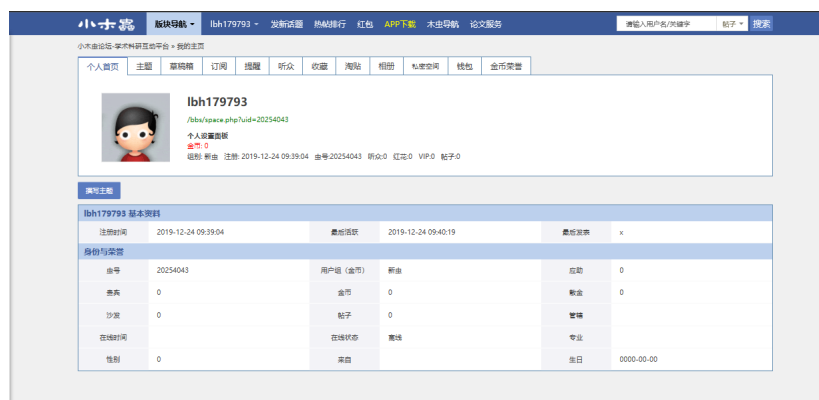 小木虫 版块导航 lbh179793 发新话题 热帖排行 红包 APP下载 木虫导航 论文服务 请输入用户名/关键字 帖子 搜索
小木虫论坛-学术科研互动平台 » 我的主页
个人首页 主题 草稿箱 订阅 提醒 听众 收藏 淘贴 相册 私密空间 钱包 金币荣誉
lbh179793
/bbs/space.php?uid=20254043
个人设置面板
金币: 0
组别: 新虫 注册: 2019-12-24 09:39:04 虫号:20254043 听众:0 红花:0 VIP:0 帖子:0
填写主题
lbh179793 基本资料
注册时间 2019-12-24 09:39:04 最后活跃 2019-12-24 09:40:19 最后发表 x
身份与荣誉
虫号 20254043 用户组（金币） 新虫 应助 0
贵宾 0 金币 0 散金 0
沙发 0 帖子 0 管辖
在线时间 在线状态 离线 专业
性别 0 来自 生日 0000-00-00